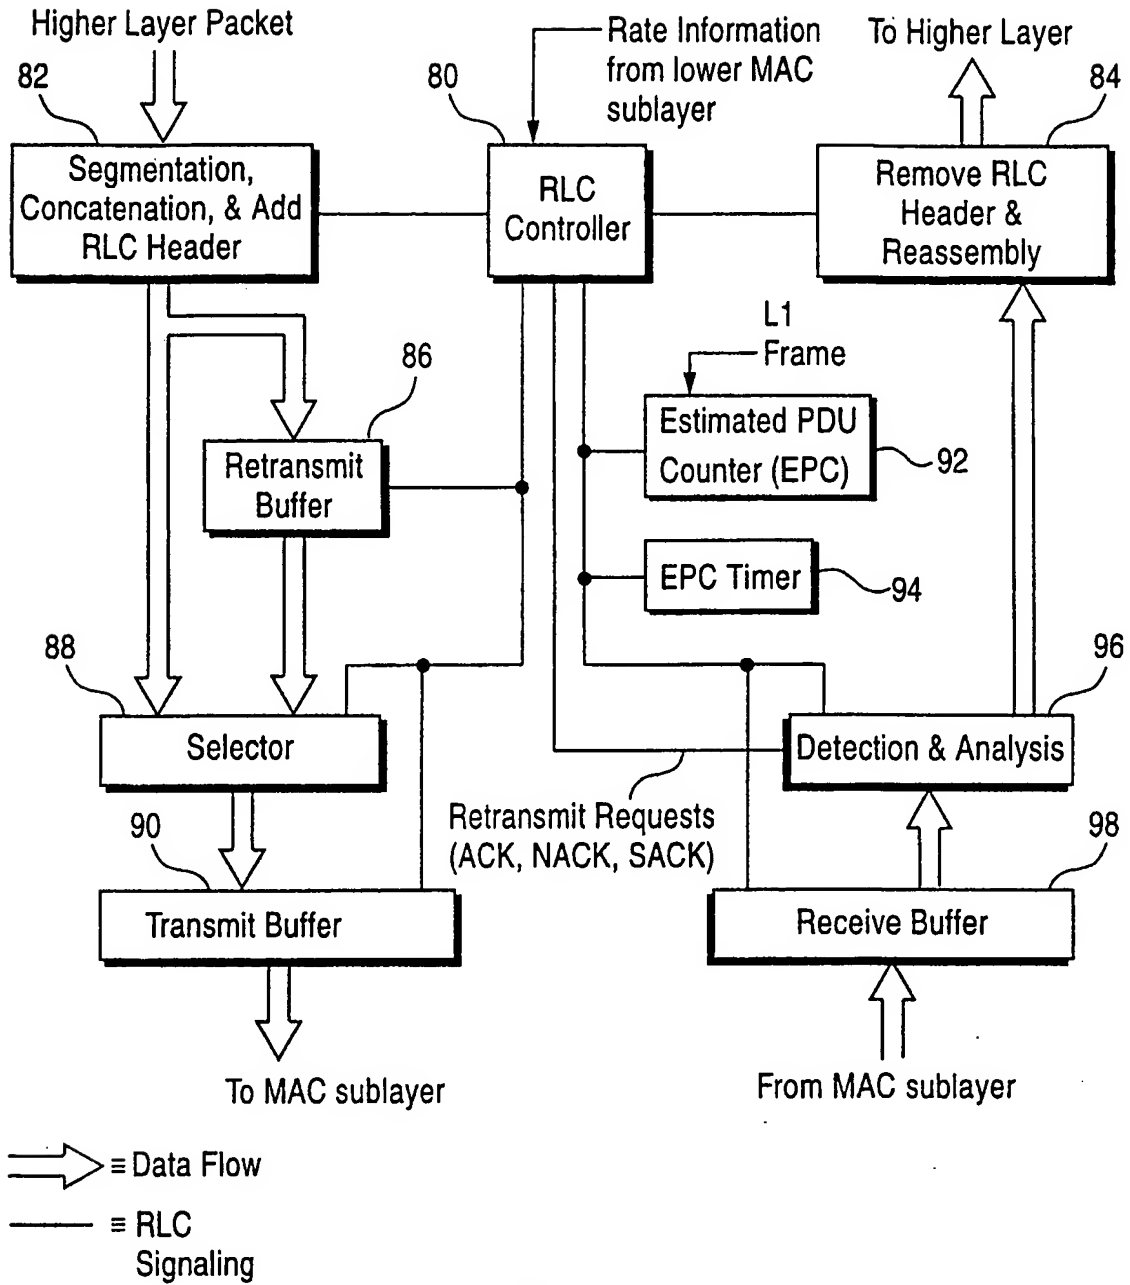 Higher Layer Packet
Rate Information
from lower MAC
sublayer
To Higher Layer
82
80
84
Segmentation,
Concatenation, & Add
RLC Header
RLC
Controller
Remove RLC
Header &
Reassembly
L1
Frame
86
Estimated PDU
Counter (EPC)
92
Retransmit
Buffer
EPC Timer
94
88
96
Selector
Detection & Analysis
Retransmit Requests
(ACK, NACK, SACK)
90
98
Transmit Buffer
Receive Buffer
To MAC sublayer
From MAC sublayer
≡ Data Flow
≡ RLC
Signaling